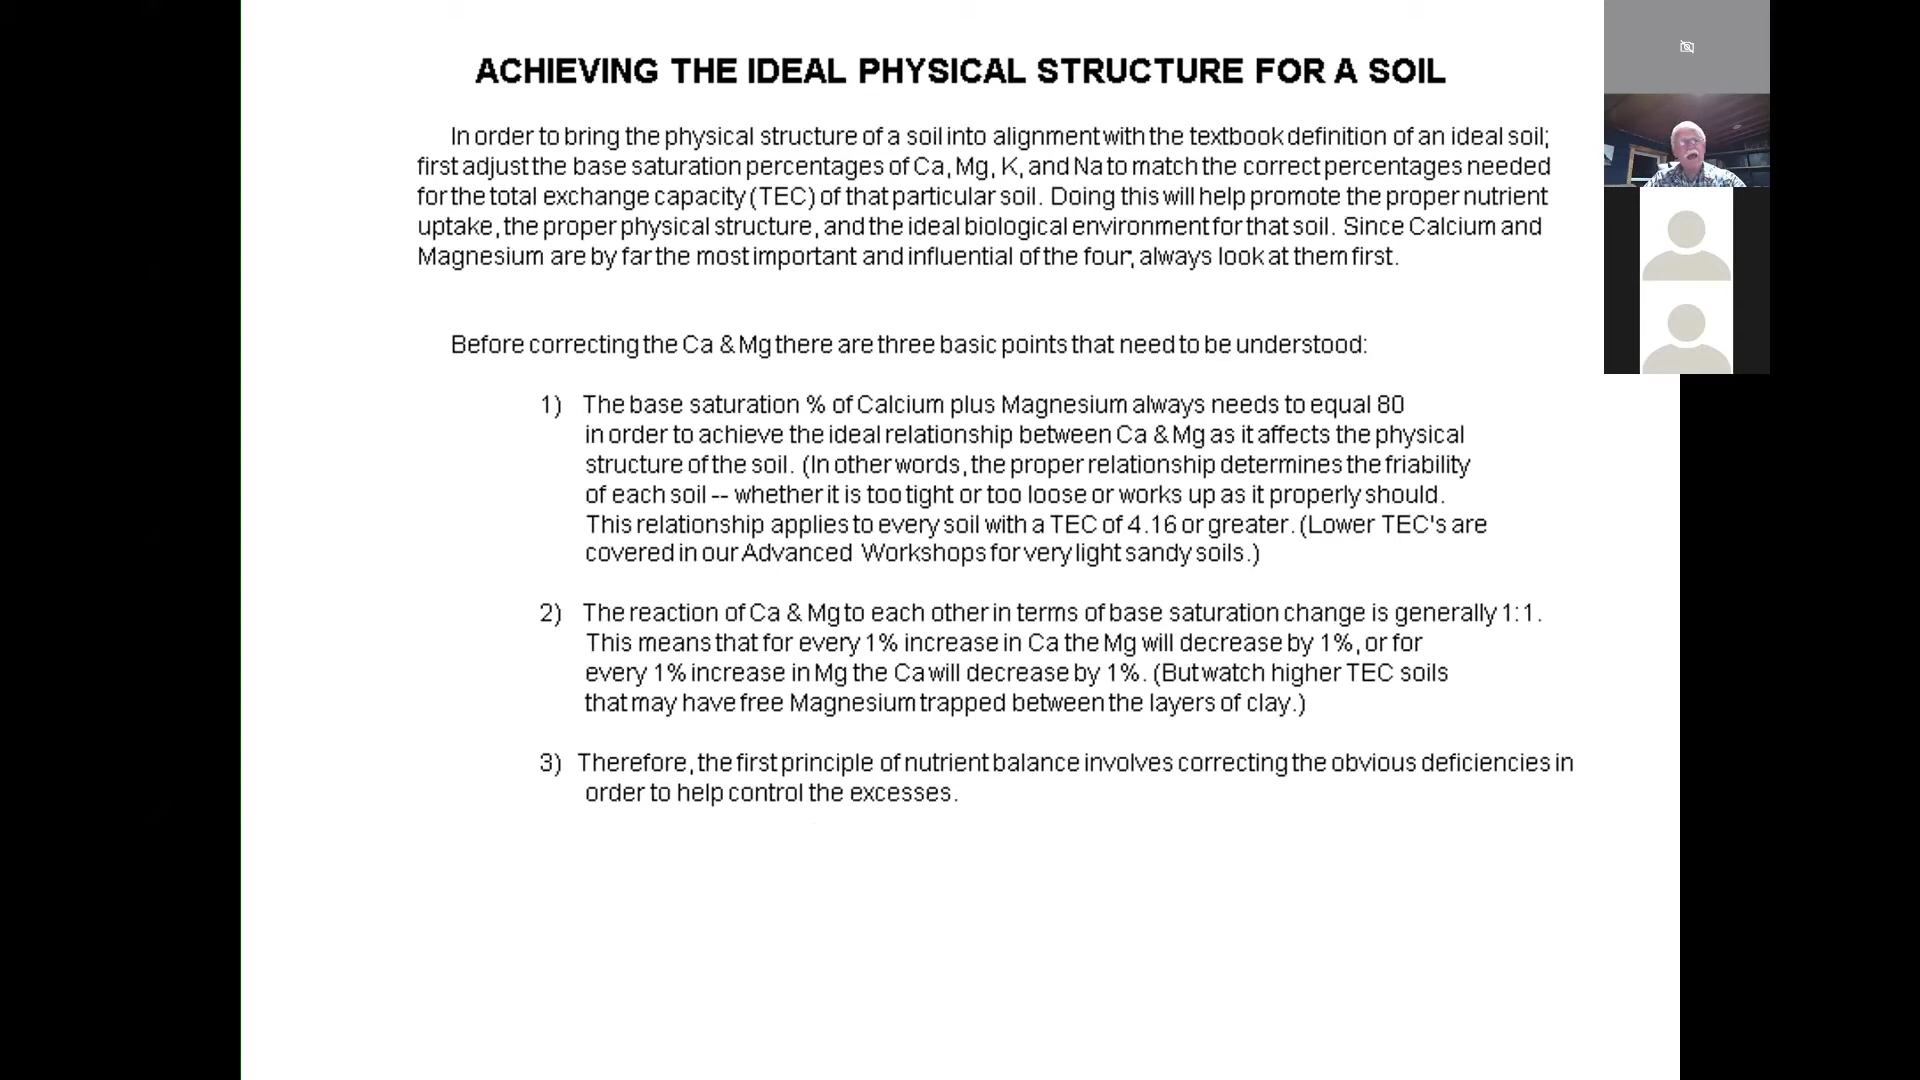 ACHIEVING THE IDEAL PHYSICAL STRUCTURE FOR A SOIL
In order to bring the physical structure of a soil into alignment with the textbook definition of an ideal soil;
first adjust the base saturation percentages of Ca, Mg, K, and Na to match the correct percentages needed
for the total exchange capacity (TEC) of that particular soil. Doing this will help promote the proper nutrient
uptake, the proper physical structure, and the ideal biological environment for that soil. Since Calcium and
Magnesium are by far the most important and influential of the four, always look at them first.
Before correcting the Ca & Mg there are three basic points that need to be understood:
1) The base saturation % of Calcium plus Magnesium always needs to equal 80
in order to achieve the ideal relationship between Ca & Mg as it affects the physical
structure of the soil. (In other words, the proper relationship determines the friability
of each soil -- whether it is too tight or too loose or works up as it properly should.
This relationship applies to every soil with a TEC of 4.16 or greater. (Lower TEC's are
covered in our Advanced Workshops for very light sandy soils.)
2) The reaction of Ca & Mg to each other in terms of base saturation change is generally 1:1.
This means that for every 1% increase in Ca the Mg will decrease by 1%, or for
every 1% increase in Mg the Ca will decrease by 1%. (But watch higher TEC soils
that may have free Magnesium trapped between the layers of clay.)
3) Therefore, the first principle of nutrient balance involves correcting the obvious deficiencies in
order to help control the excesses.